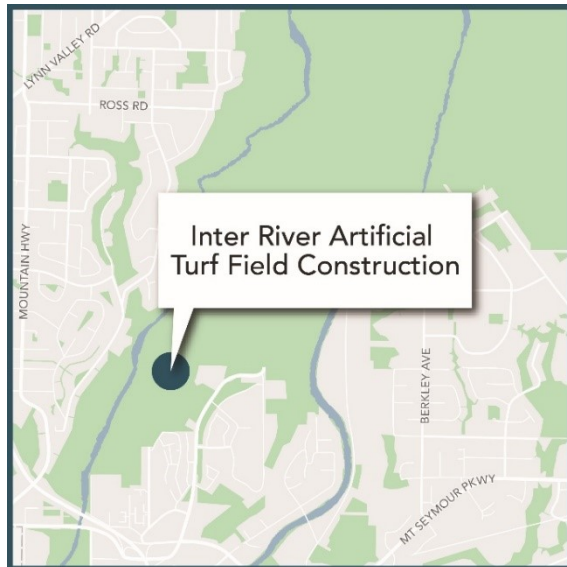 LYNN VALLEY RD
ROSS RD
Inter River Artificial
Turf Field Construction
MOUNTAIN HWY
BERKLEY AVE
MT SEYMOUR PKWY